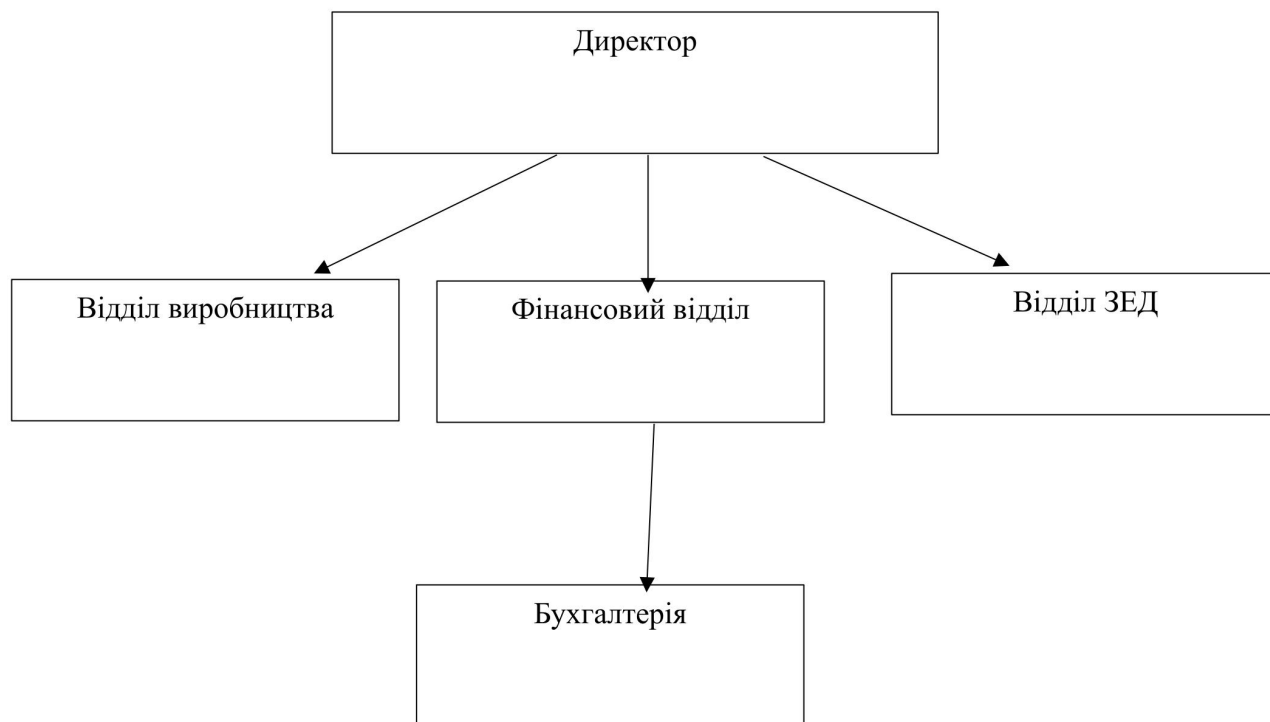 Директор
Відділ виробництва
Фінансовий відділ
Відділ ЗЕД
Бухгалтерія